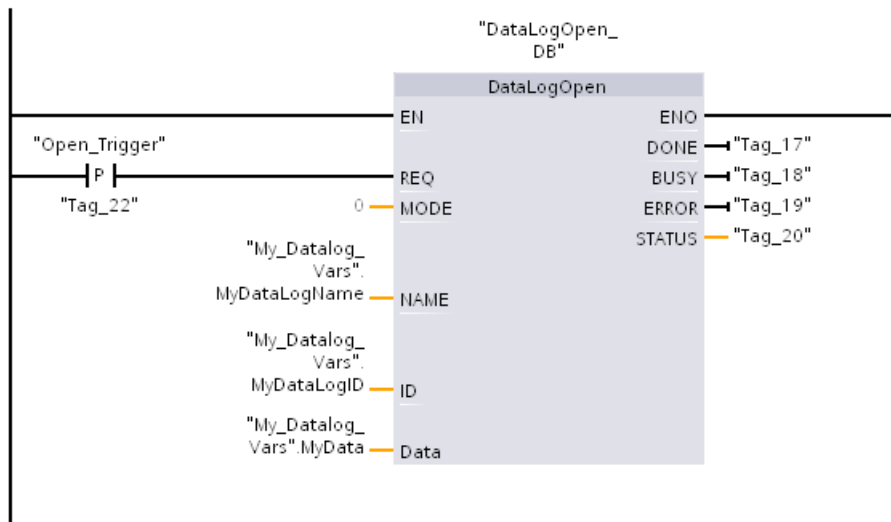 "DataLogOpen_
DB"
DataLogOpen
EN
ENO
"Open_Trigger"
DONE
"Tag_17"
P
REQ
BUSY
"Tag_18"
"Tag_22"
0
MODE
ERROR
"Tag_19"
STATUS
"Tag_20"
"My_Datalog_
Vars".
MyDataLogName
NAME
"My_Datalog_
Vars".
MyDataLogID
ID
"My_Datalog_
Vars".MyData
Data